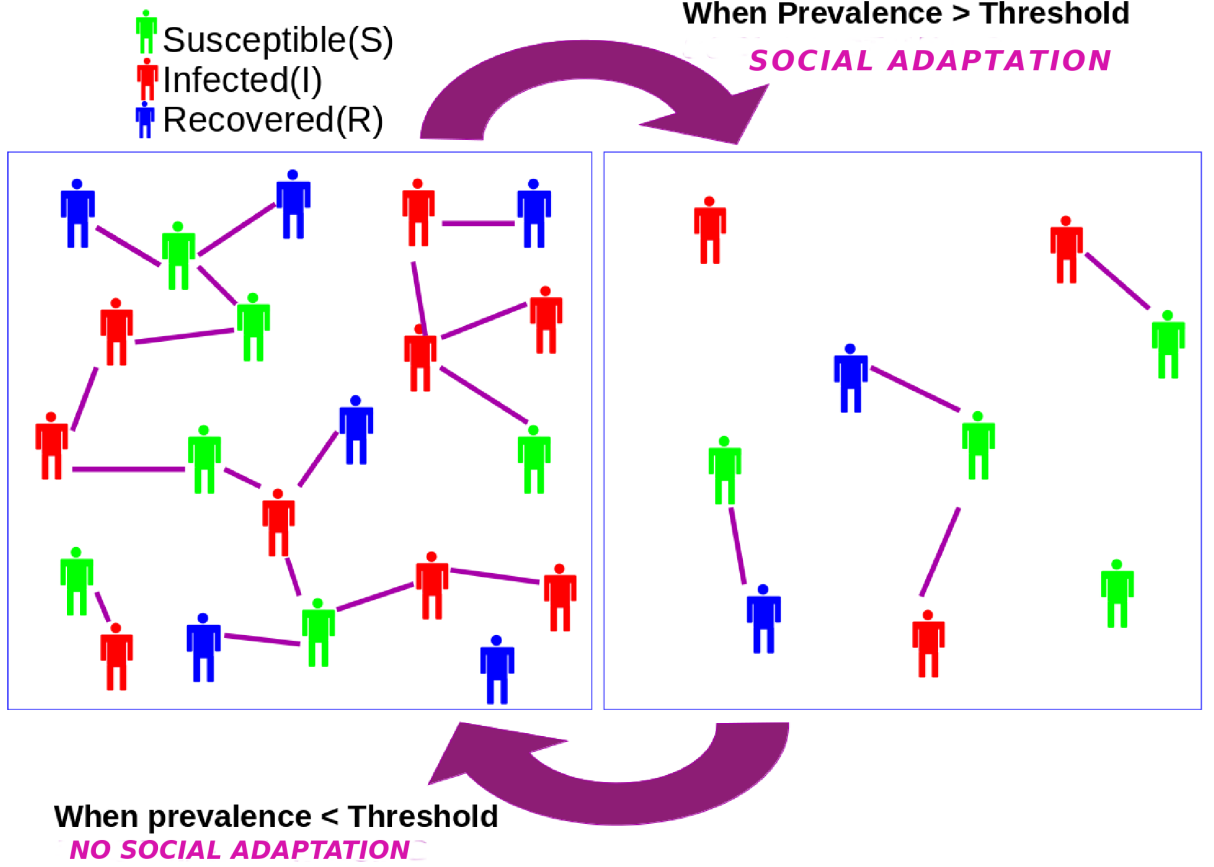 Susceptible(S)
Infected(I)
Recovered(R)
When Prevalence > Threshold
SOCIAL ADAPTATION
When prevalence < Threshold
NO SOCIAL ADAPTATION